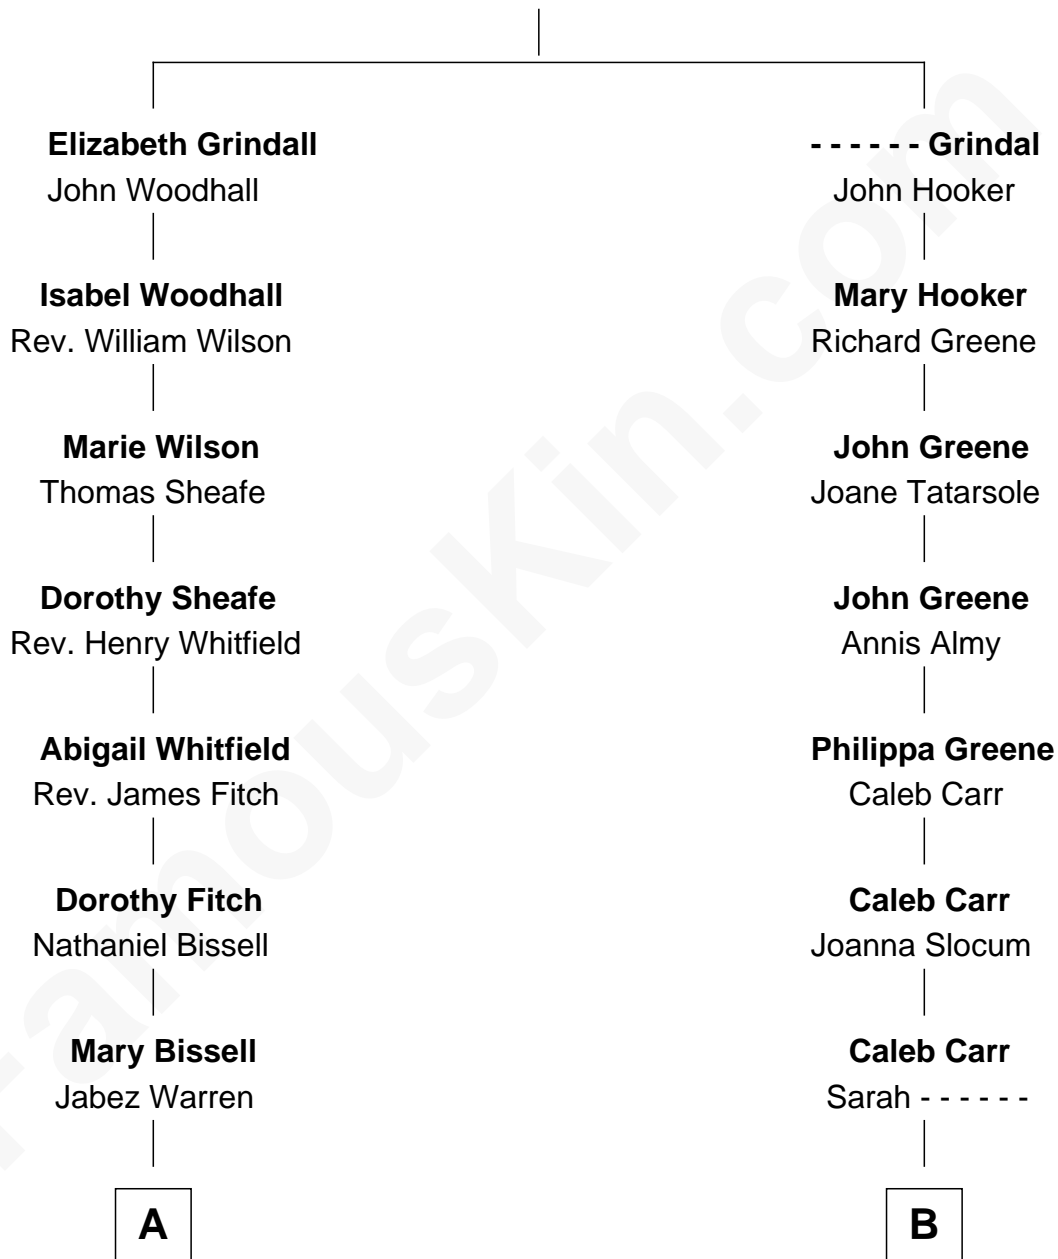 Elizabeth Grindall
John Woodhall
Isabel Woodhall
Rev. William Wilson
Marie Wilson
Thomas Sheafe
Dorothy Sheafe
Rev. Henry Whitfield
Abigail Whitfield
Rev. James Fitch
Dorothy Fitch
Nathaniel Bissell
Mary Bissell
Jabez Warren
A
- - - - - - Grindal
John Hooker
Mary Hooker
Richard Greene
John Greene
Joane Tatarsole
John Greene
Annis Almy
Philippa Greene
Caleb Carr
Caleb Carr
Joanna Slocum
Caleb Carr
Sarah - - - - - -
B
FamousKin.com